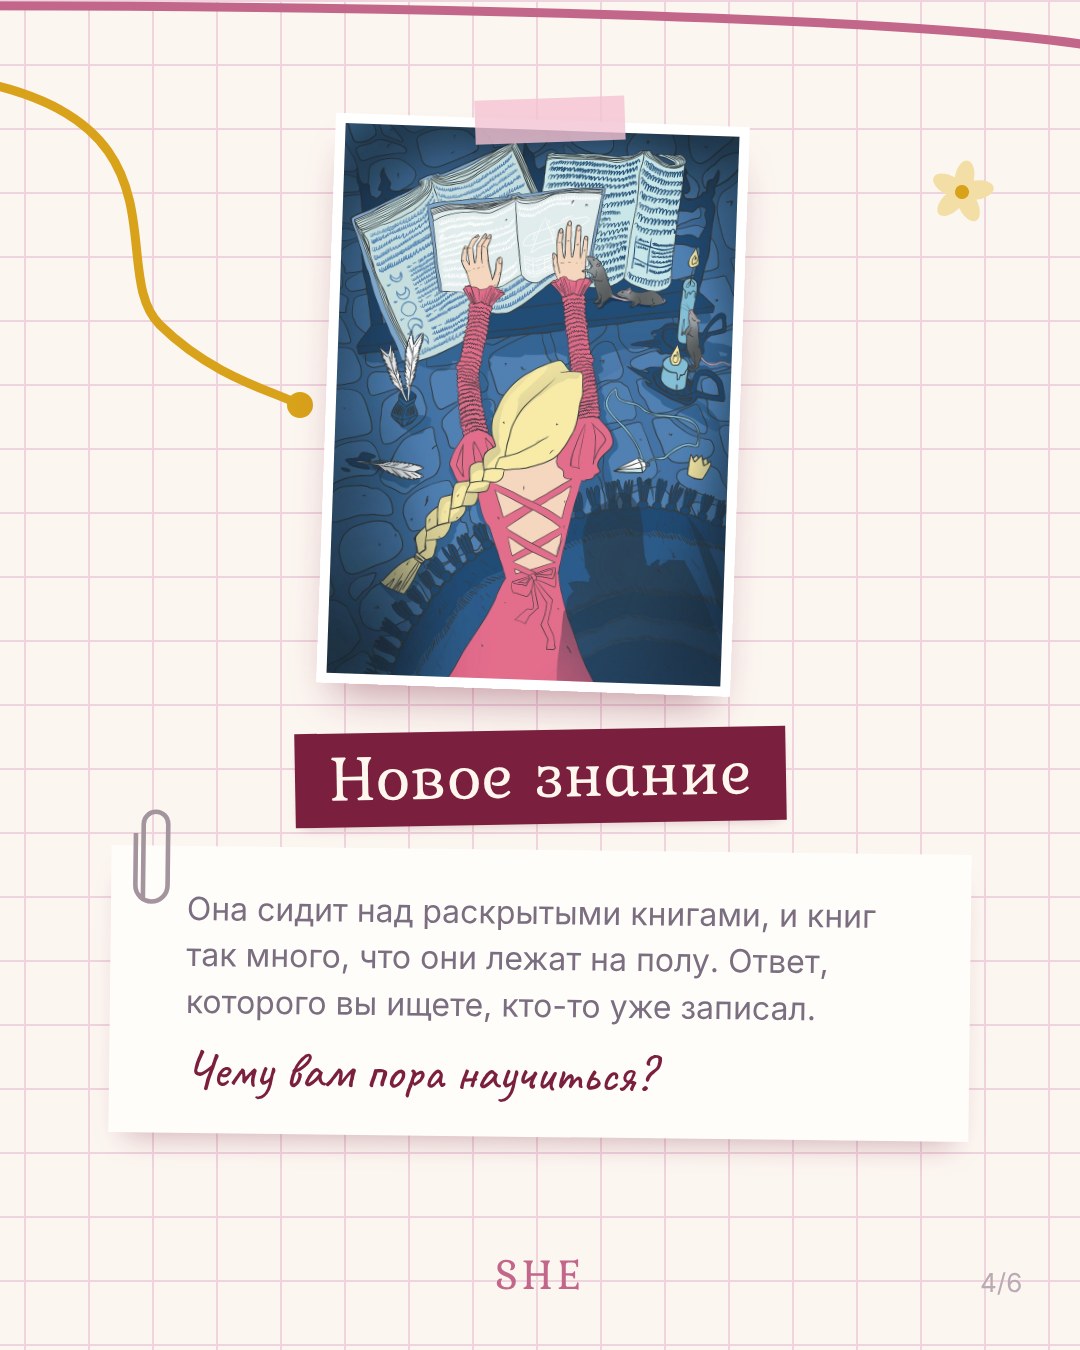 Новое знание
Она сидит над раскрытыми книгами, и книг
так много, что они лежат на полу. Ответ,
которого вы ищете, кто-то уже записал.
Чему вам пора научиться?
SHE
4/6